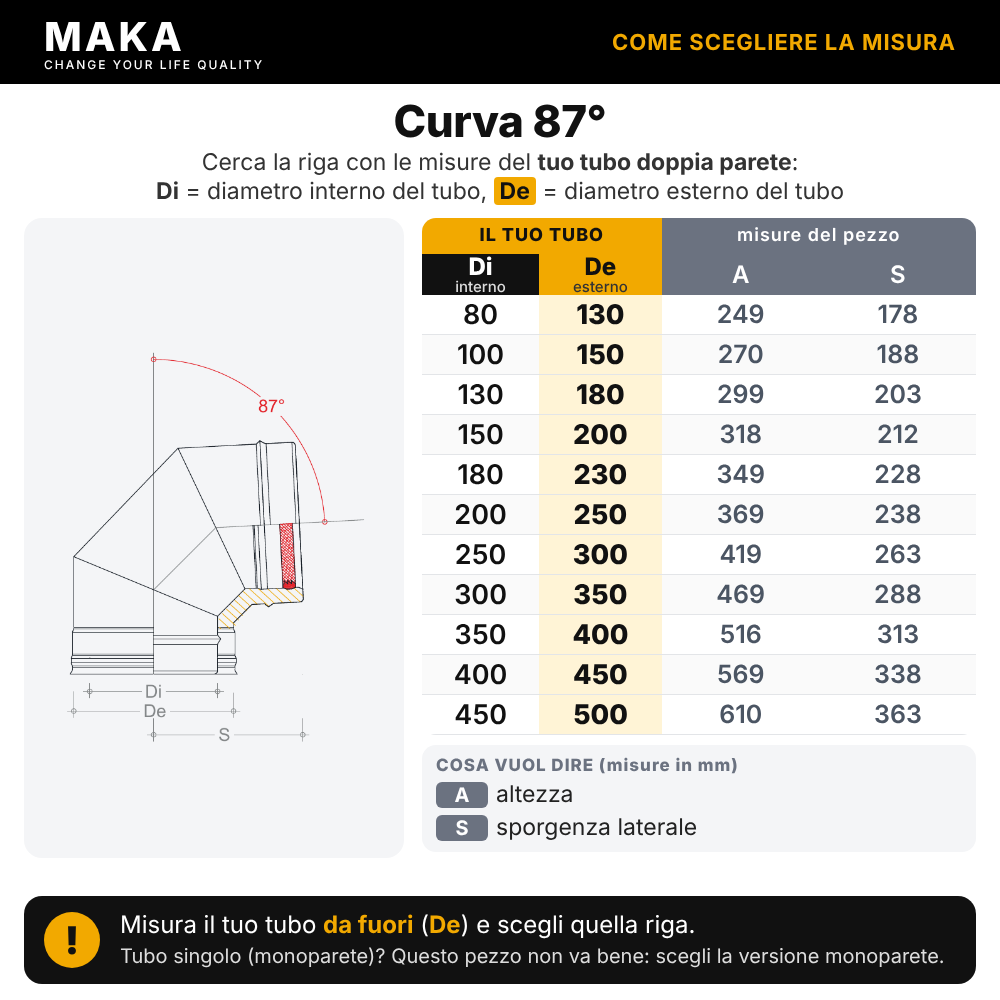 MAKA
CHANGE YOUR LIFE QUALITY
COME SCEGLIERE LA MISURA
Curva 87°
Cerca la riga con le misure del tuo tubo doppia parete:
Di = diametro interno del tubo, De = diametro esterno del tubo
87°
Di
De
S
IL TUO TUBO misure del pezzo
Di De A S
interno esterno
80 130 249 178
100 150 270 188
130 180 299 203
150 200 318 212
180 230 349 228
200 250 369 238
250 300 419 263
300 350 469 288
350 400 516 313
400 450 569 338
450 500 610 363
COSA VUOL DIRE (misure in mm)
A altezza
S sporgenza laterale
! Misura il tuo tubo da fuori (De) e scegli quella riga.
Tubo singolo (monoparete)? Questo pezzo non va bene: scegli la versione monoparete.